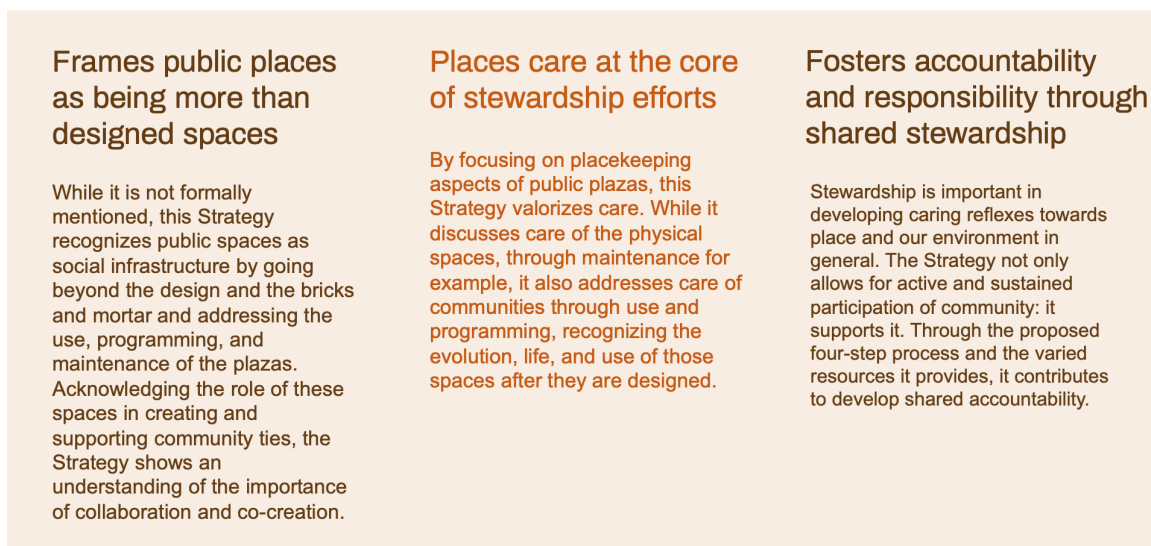 Frames public places
as being more than
designed spaces
While it is not formally
mentioned, this Strategy
recognizes public spaces as
social infrastructure by going
beyond the design and the bricks
and mortar and addressing the
use, programming, and
maintenance of the plazas.
Acknowledging the role of these
spaces in creating and
supporting community ties, the
Strategy shows an
understanding of the importance
of collaboration and co-creation.
Places care at the core
of stewardship efforts
By focusing on placekeeping
aspects of public plazas, this
Strategy valorizes care. While it
discusses care of the physical
spaces, through maintenance for
example, it also addresses care of
communities through use and
programming, recognizing the
evolution, life, and use of those
spaces after they are designed.
Fosters accountability
and responsibility through
shared stewardship
Stewardship is important in
developing caring reflexes towards
place and our environment in
general. The Strategy not only
allows for active and sustained
participation of community: it
supports it. Through the proposed
four-step process and the varied
resources it provides, it contributes
to develop shared accountability.